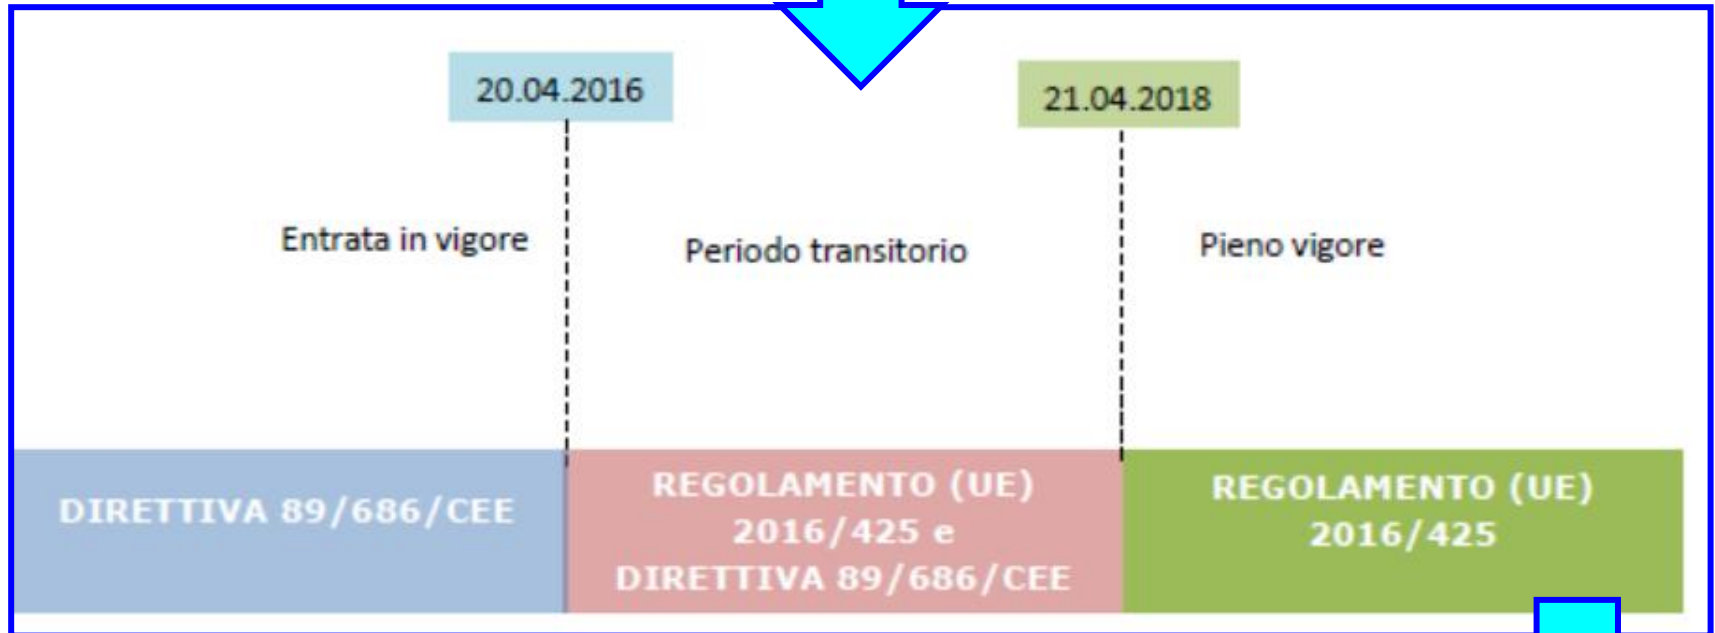 20.04.2016
21.04.2018
Entrata in vigore
Periodo transitorio
Pieno vigore
DIRETTIVA 89/686/CEE
REGOLAMENTO (UE)
2016/425 e
DIRETTIVA 89/686/CEE
REGOLAMENTO (UE)
2016/425